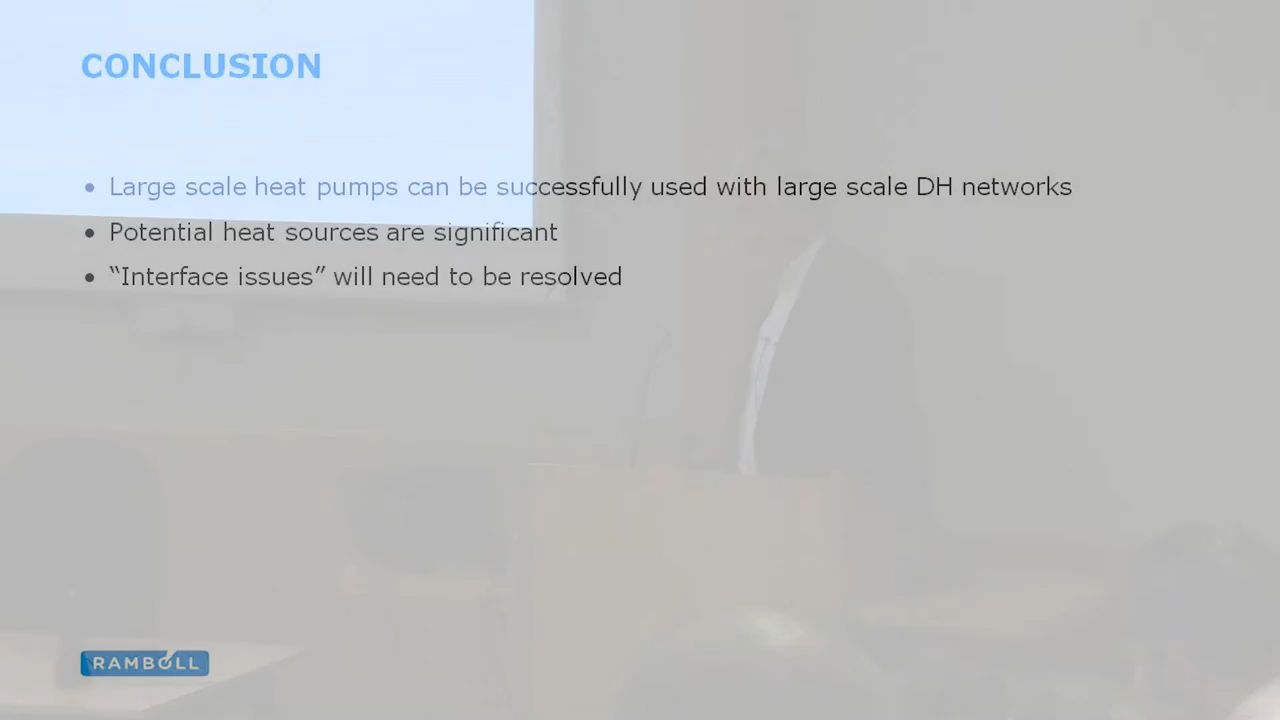 CONCLUSION
• Large scale heat pumps can be successfully used with large scale DH networks
• Potential heat sources are significant
• “Interface issues” will need to be resolved
RAMBOLL